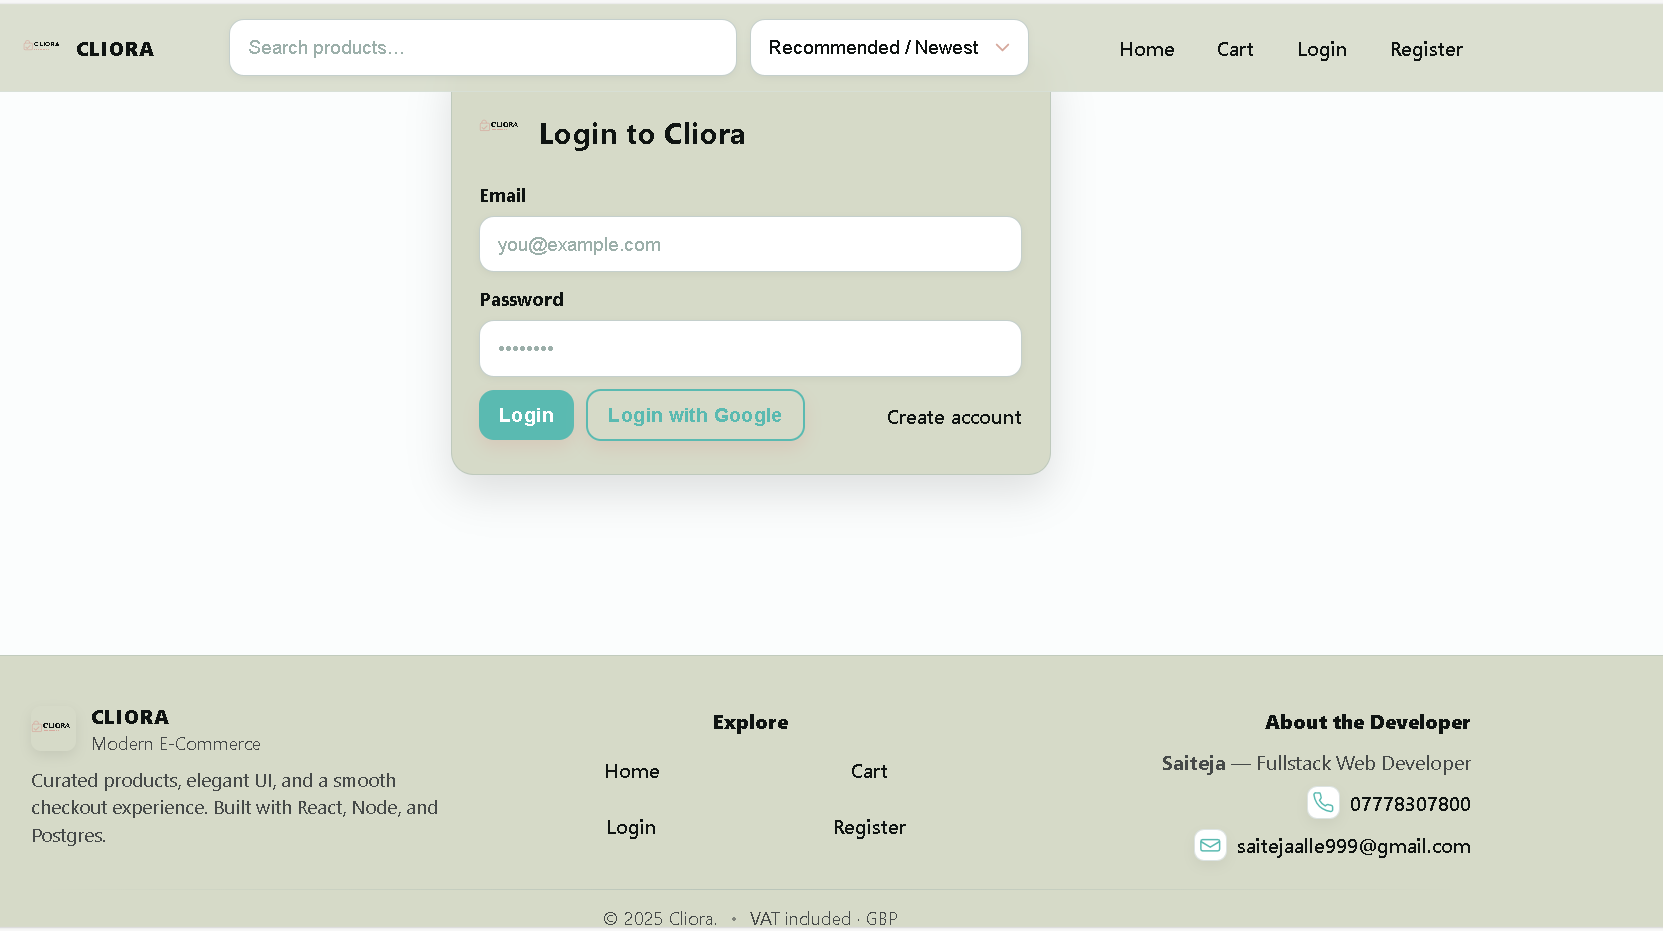 CLIORA CLIORA Search products... Recommended / Newest Home Cart Login Register
CLIORA Login to Cliora
Email
you@example.com
Password
••••••••
Login Login with Google Create account
CLIORA
CLIORA
Modern E-Commerce
Curated products, elegant UI, and a smooth
checkout experience. Built with React, Node, and
Postgres.
Explore
Home Cart
Login Register
About the Developer
Saiteja — Fullstack Web Developer
07778307800
saitejaalle999@gmail.com
© 2025 Cliora. • VAT included · GBP